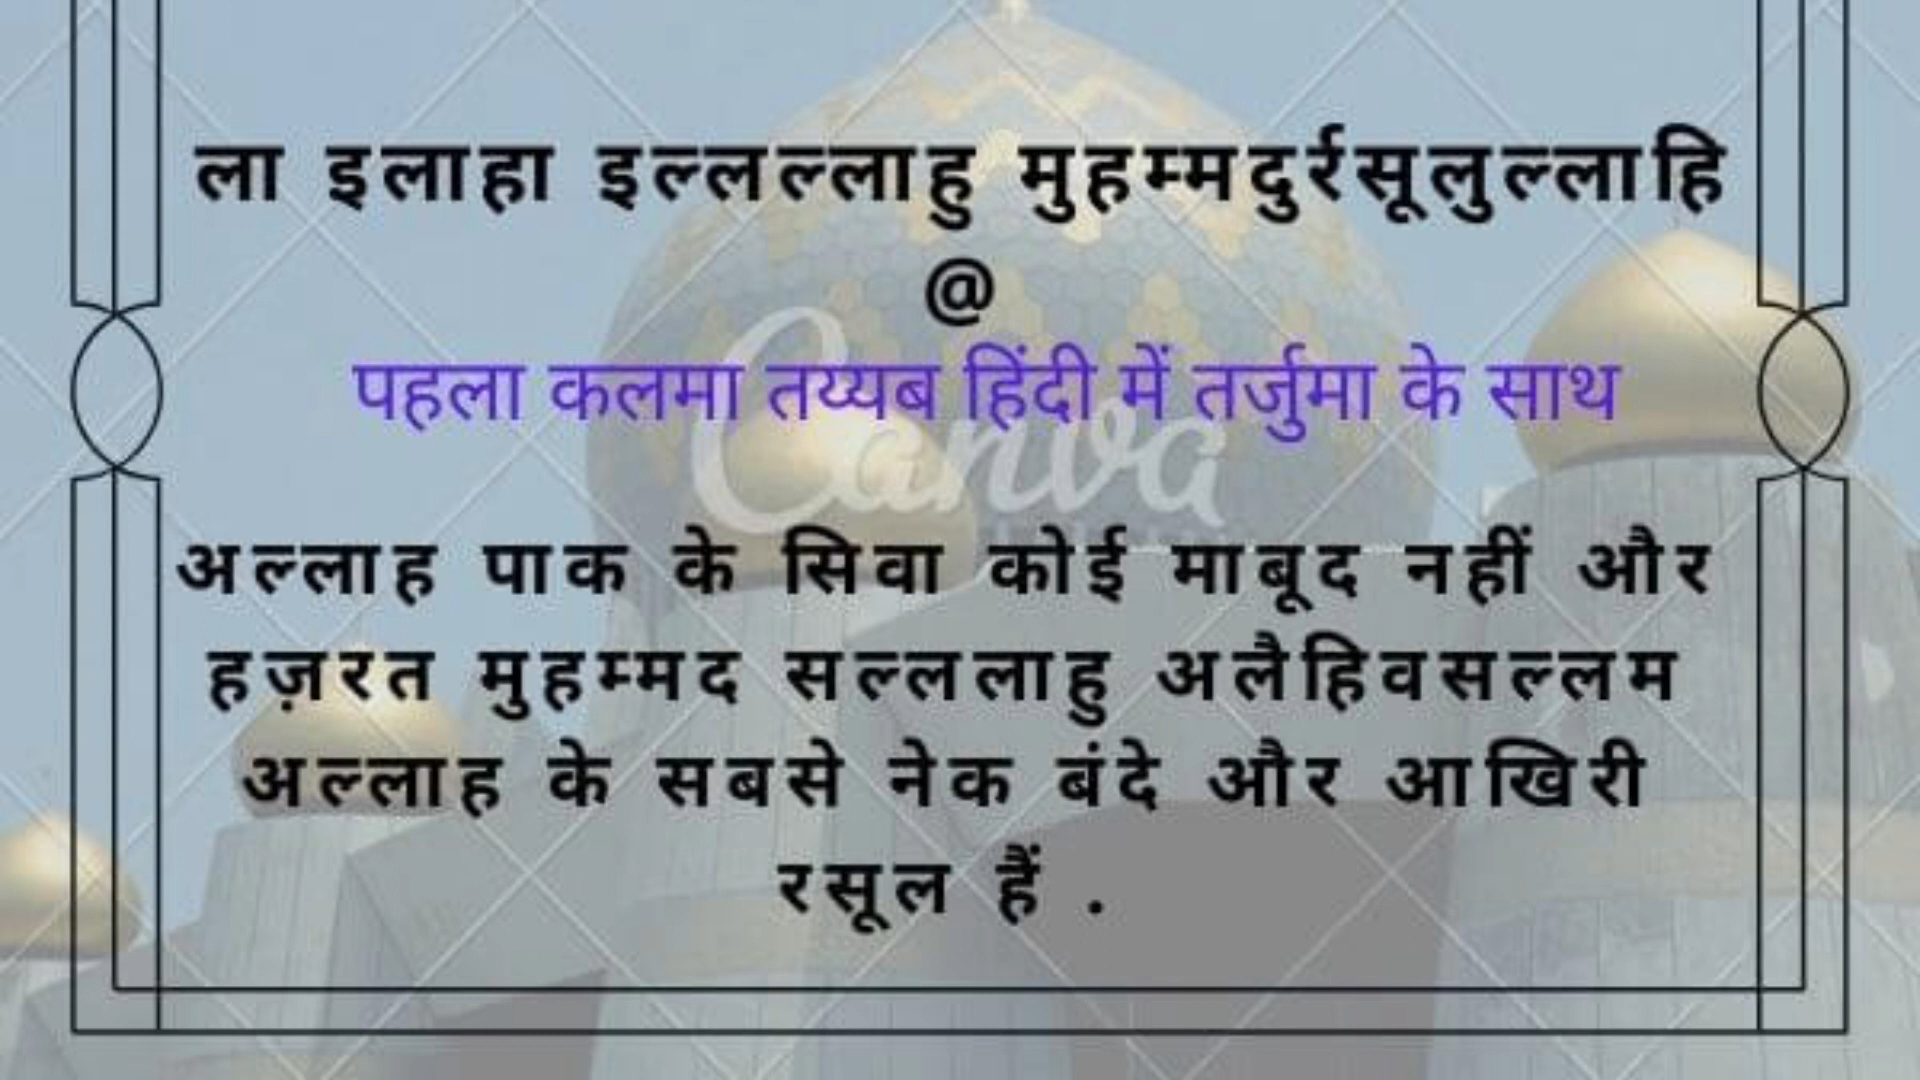 ला इलाहा इल्लल्लाहु मुहम्मदुर्रसूलुल्लाहि
@
पहला कलमा तय्यब हिंदी में तर्जुमा के साथ
Canva
अल्लाह पाक के सिवा कोई माबूद नहीं और
हज़रत मुहम्मद सल्ललाहु अलैहिवसल्लम
अल्लाह के सबसे नेक बंदे और आखिरी
रसूल हैं .